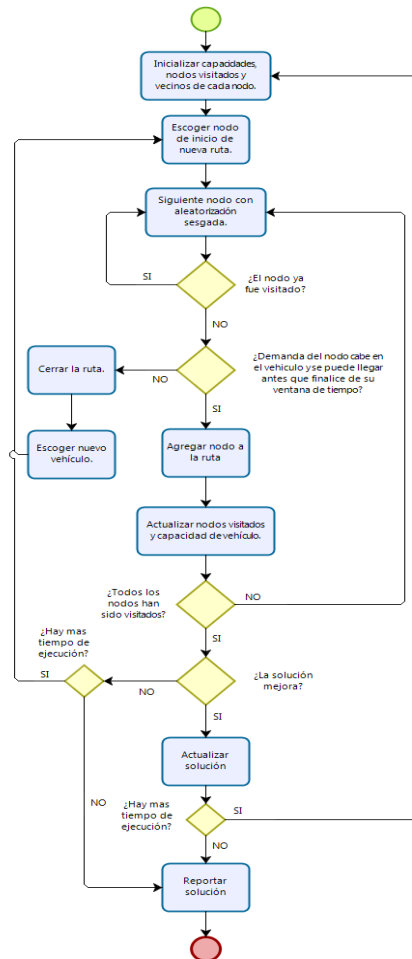 Inicializar capacidades,
nodos visitados y
vecinos de cada nodo.
Escoger nodo
de inicio de
nueva ruta.
Siguiente nodo con
aleatorización
sesgada.
SI
¿El nodo ya
fue visitado?
NO
¿Demanda del nodo cabe en
el vehiculo yse puede llegar
antes que finalice de su
ventana de tiempo?
Cerrar la ruta.
NO
SI
Escoger nuevo
vehículo.
Agregar nodo a
la ruta
Actualizar nodos visitados
y capacidad de vehículo.
¿Todos los
nodos han
sido visitados?
NO
SI
¿Hay mas
tiempo de
ejecución?
SI
NO
¿La solución
mejora?
SI
Actualizar
solución
NO
¿Hay mas
tiempo de
ejecución?
SI
NO
Reportar
solución